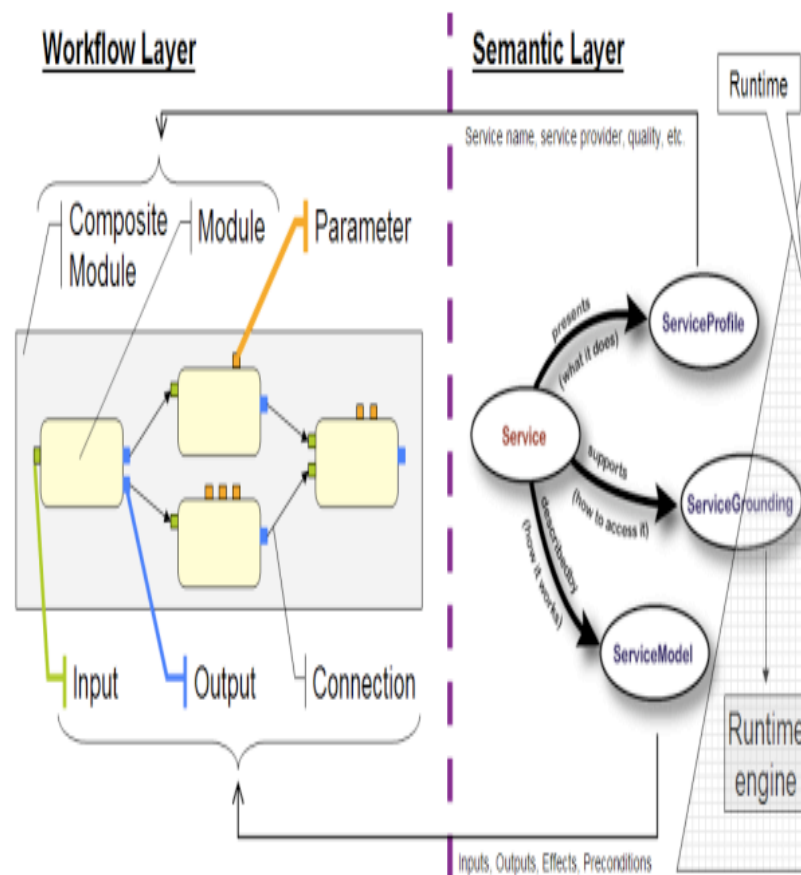 Workflow Layer
Semantic Layer
Runtime
Service name, service provider, quality, etc.
Composite
Module
Module
Parameter
ServiceProfile
presents
(what it does)
Service
supports
(how to access it)
ServiceGrounding
describedby
(how it works)
ServiceModel
Input
Output
Connection
Runtime
engine
Inputs, Outputs, Effects, Preconditions